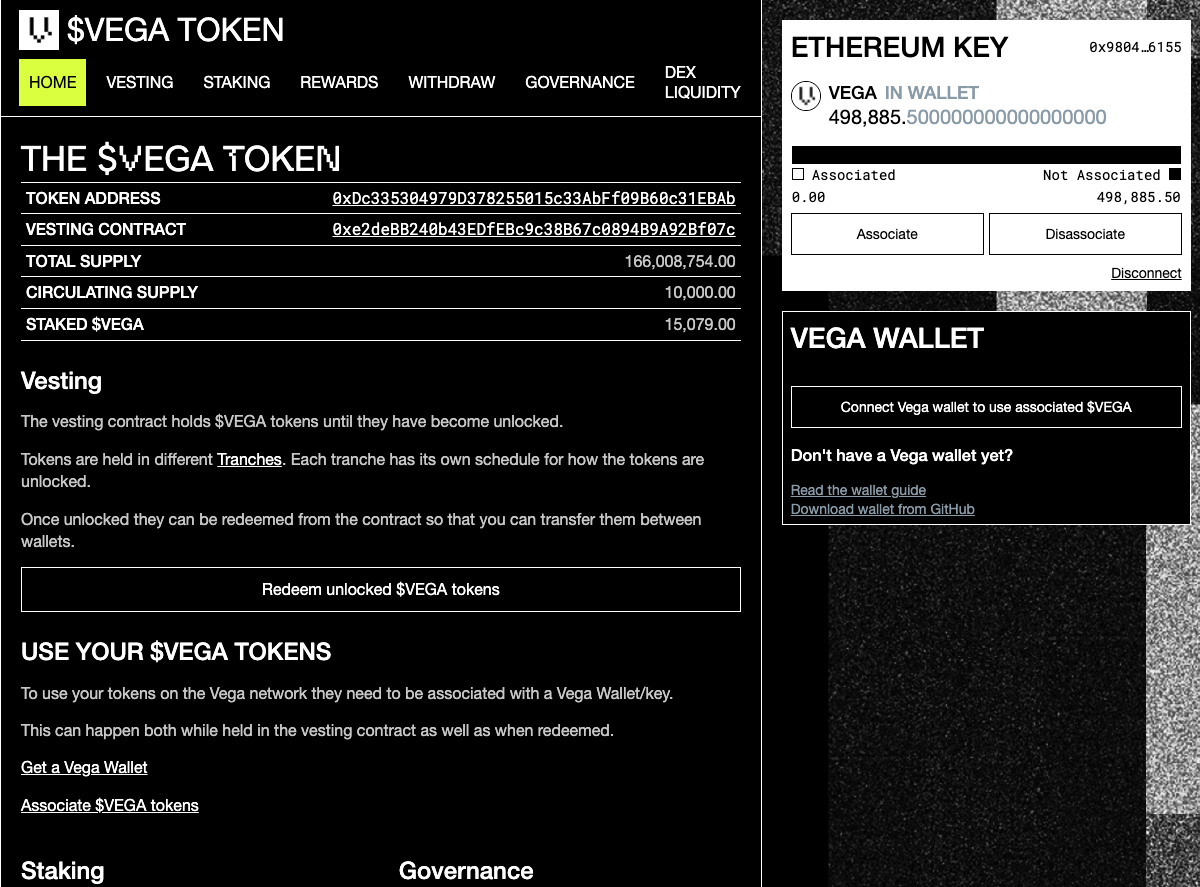 $VEGA TOKEN
HOME VESTING STAKING REWARDS WITHDRAW GOVERNANCE DEX LIQUIDITY
THE $VEGA TOKEN
TOKEN ADDRESS 0xDc335304979D378255015c33AbFf09B60c31EBAb
VESTING CONTRACT 0xe2deBB240b43EDfEBc9c38B67c0894B9A92Bf07c
TOTAL SUPPLY 166,008,754.00
CIRCULATING SUPPLY 10,000.00
STAKED $VEGA 15,079.00
Vesting
The vesting contract holds $VEGA tokens until they have become unlocked.
Tokens are held in different Tranches. Each tranche has its own schedule for how the tokens are
unlocked.
Once unlocked they can be redeemed from the contract so that you can transfer them between
wallets.
Redeem unlocked $VEGA tokens
USE YOUR $VEGA TOKENS
To use your tokens on the Vega network they need to be associated with a Vega Wallet/key.
This can happen both while held in the vesting contract as well as when redeemed.
Get a Vega Wallet
Associate $VEGA tokens
Staking Governance
ETHEREUM KEY 0x9804…6155
VEGA IN WALLET
498,885.500000000000000000
Associated Not Associated
0.00 498,885.50
Associate Disassociate
Disconnect
VEGA WALLET
Connect Vega wallet to use associated $VEGA
Don't have a Vega wallet yet?
Read the wallet guide
Download wallet from GitHub